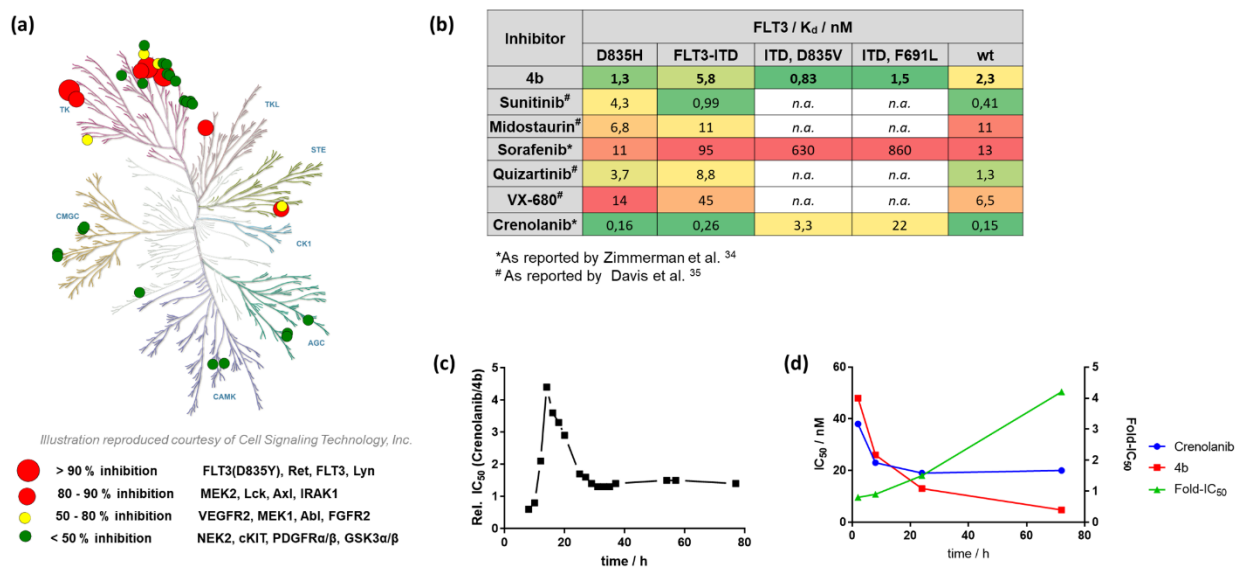 (a)
TK
TKL
STE
CMGC
CK1
AGC
CAMK
Illustration reproduced courtesy of Cell Signaling Technology, Inc.
> 90 % inhibition FLT3(D835Y), Ret, FLT3, Lyn
80 - 90 % inhibition MEK2, Lck, Axl, IRAK1
50 - 80 % inhibition VEGFR2, MEK1, Abl, FGFR2
< 50 % inhibition NEK2, cKIT, PDGFRα/β, GSK3α/β
(b)
Inhibitor FLT3 / Kd / nM
D835H FLT3-ITD ITD, D835V ITD, F691L wt
4b 1,3 5,8 0,83 1,5 2,3
Sunitinib# 4,3 0,99 n.a. n.a. 0,41
Midostaurin# 6,8 11 n.a. n.a. 11
Sorafenib* 11 95 630 860 13
Quizartinib# 3,7 8,8 n.a. n.a. 1,3
VX-680# 14 45 n.a. n.a. 6,5
Crenolanib* 0,16 0,26 3,3 22 0,15
*As reported by Zimmerman et al. 34
#As reported by Davis et al. 35
(c)
Rel. IC50 (Crenolanib/4b)
5
4
3
2
1
0
0 20 40 60 80
time / h
(d)
IC50 / nM
60
40
20
0
0 20 40 60 80
time / h
5
4
3
2
1
0
Fold-IC50
Crenolanib
4b
Fold-IC50